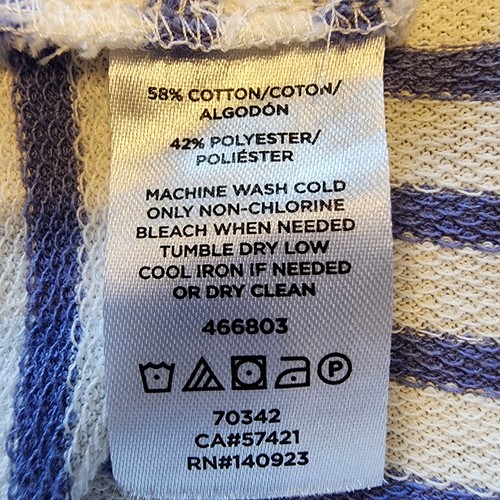 58% COTTON/COTON/
ALGODÓN
42% POLYESTER/
POLIÉSTER
MACHINE WASH COLD
ONLY NON-CHLORINE
BLEACH WHEN NEEDED
TUMBLE DRY LOW
COOL IRON IF NEEDED
OR DRY CLEAN
466803
P
70342
CA#57421
RN#140923